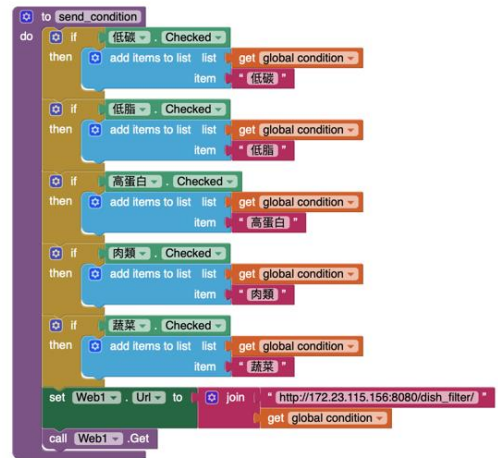 to send_condition
do if 低碳 . Checked
then add items to list list get global condition
item " 低碳 "
if 低脂 . Checked
then add items to list list get global condition
item " 低脂 "
if 高蛋白 . Checked
then add items to list list get global condition
item " 高蛋白 "
if 肉類 . Checked
then add items to list list get global condition
item " 肉類 "
if 蔬菜 . Checked
then add items to list list get global condition
item " 蔬菜 "
set Web1 . Url to join " http://172.23.115.156:8080/dish_filter/ "
get global condition
call Web1 .Get